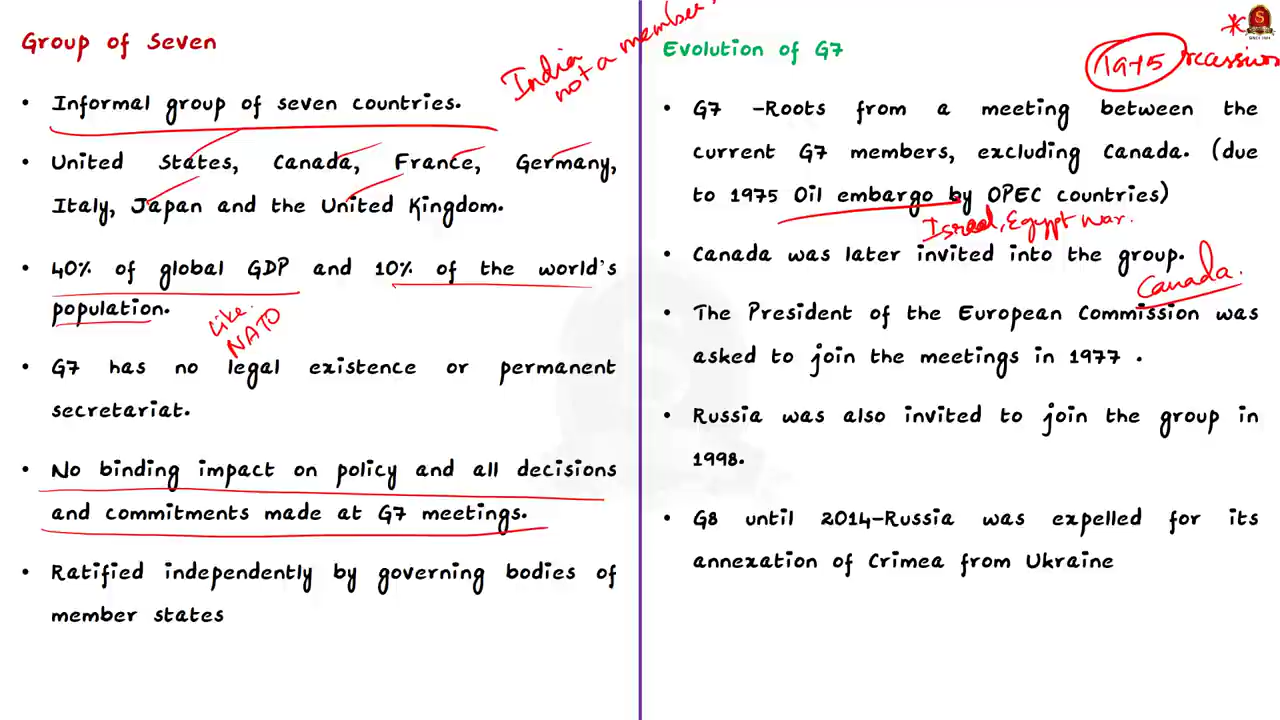 Group of Seven
India
not a member
• Informal group of seven countries.
• United States, Canada, France, Germany,
Italy, Japan and the United Kingdom.
• 40% of global GDP and 10% of the world's
population.
like
NATO
• G7 has no legal existence or permanent
secretariat.
• No binding impact on policy and all decisions
and commitments made at G7 meetings.
• Ratified independently by governing bodies of
member states
Evolution of G7
1975 recession
• G7 -Roots from a meeting between the
current G7 members, excluding Canada. (due
to 1975 Oil embargo by OPEC countries)
Israel, Egypt war.
• Canada was later invited into the group.
Canada.
• The President of the European Commission was
asked to join the meetings in 1977 .
• Russia was also invited to join the group in
1998.
• G8 until 2014-Russia was expelled for its
annexation of Crimea from Ukraine